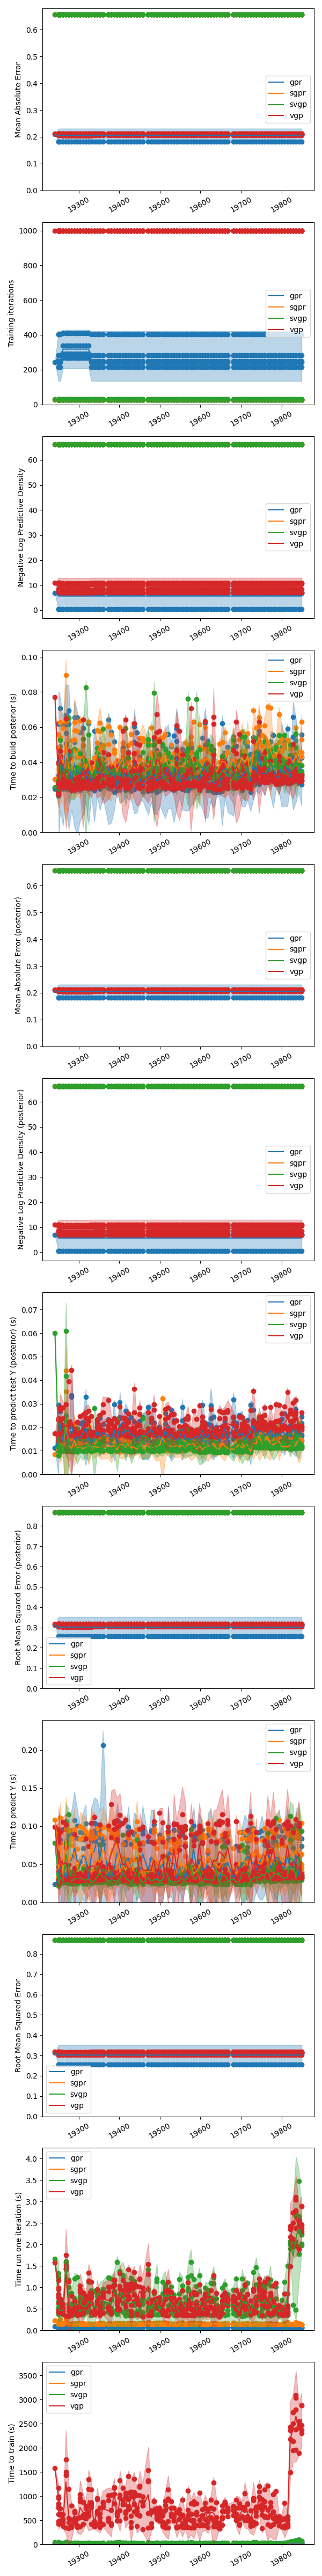 Mean Absolute Error
0.6
0.5
0.4
0.3
0.2
0.1
0.0
gpr
sgpr
svgp
vgp
19300 19400 19500 19600 19700 19800
Training iterations
1000
800
600
400
200
0
gpr
sgpr
svgp
vgp
19300 19400 19500 19600 19700 19800
Negative Log Predictive Density
60
50
40
30
20
10
0
gpr
sgpr
svgp
vgp
19300 19400 19500 19600 19700 19800
Time to build posterior (s)
0.10
0.08
0.06
0.04
0.02
0.00
gpr
sgpr
svgp
vgp
19300 19400 19500 19600 19700 19800
Mean Absolute Error (posterior)
0.6
0.5
0.4
0.3
0.2
0.1
0.0
gpr
sgpr
svgp
vgp
19300 19400 19500 19600 19700 19800
Negative Log Predictive Density (posterior)
60
50
40
30
20
10
0
gpr
sgpr
svgp
vgp
19300 19400 19500 19600 19700 19800
Time to predict test Y (posterior) (s)
0.07
0.06
0.05
0.04
0.03
0.02
0.01
0.00
gpr
sgpr
svgp
vgp
19300 19400 19500 19600 19700 19800
Root Mean Squared Error (posterior)
0.8
0.7
0.6
0.5
0.4
0.3
0.2
0.1
0.0
gpr
sgpr
svgp
vgp
19300 19400 19500 19600 19700 19800
Time to predict Y (s)
0.20
0.15
0.10
0.05
0.00
gpr
sgpr
svgp
vgp
19300 19400 19500 19600 19700 19800
Root Mean Squared Error
0.8
0.7
0.6
0.5
0.4
0.3
0.2
0.1
0.0
gpr
sgpr
svgp
vgp
19300 19400 19500 19600 19700 19800
Time run one iteration (s)
4.0
3.5
3.0
2.5
2.0
1.5
1.0
0.5
0.0
gpr
sgpr
svgp
vgp
19300 19400 19500 19600 19700 19800
Time to train (s)
3500
3000
2500
2000
1500
1000
500
0
gpr
sgpr
svgp
vgp
19300 19400 19500 19600 19700 19800